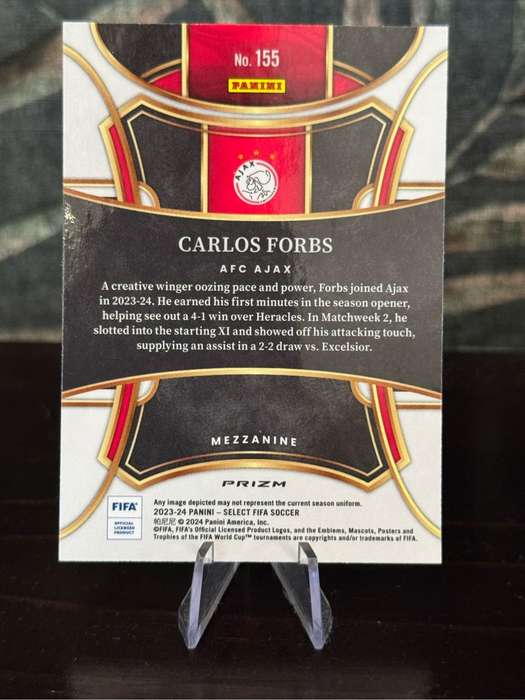 No. 155
PANINI
AJAX
CARLOS FORBS
AFC AJAX
A creative winger oozing pace and power, Forbs joined Ajax
in 2023-24. He earned his first minutes in the season opener,
helping see out a 4-1 win over Heracles. In Matchweek 2, he
slotted into the starting XI and showed off his attacking touch,
supplying an assist in a 2-2 draw vs. Excelsior.
MEZZANINE
PRIZM
FIFA
OFFICIAL
LICENSED
PRODUCT
Any image depicted may not represent the current season uniform.
2023-24 PANINI – SELECT FIFA SOCCER
帕尼尼 © 2024 Panini America, Inc.
©FIFA, FIFA's Official Licensed Product Logos, and the Emblems, Mascots, Posters and
Trophies of the FIFA World Cup™ tournaments are copyrights and/or trademarks of FIFA.